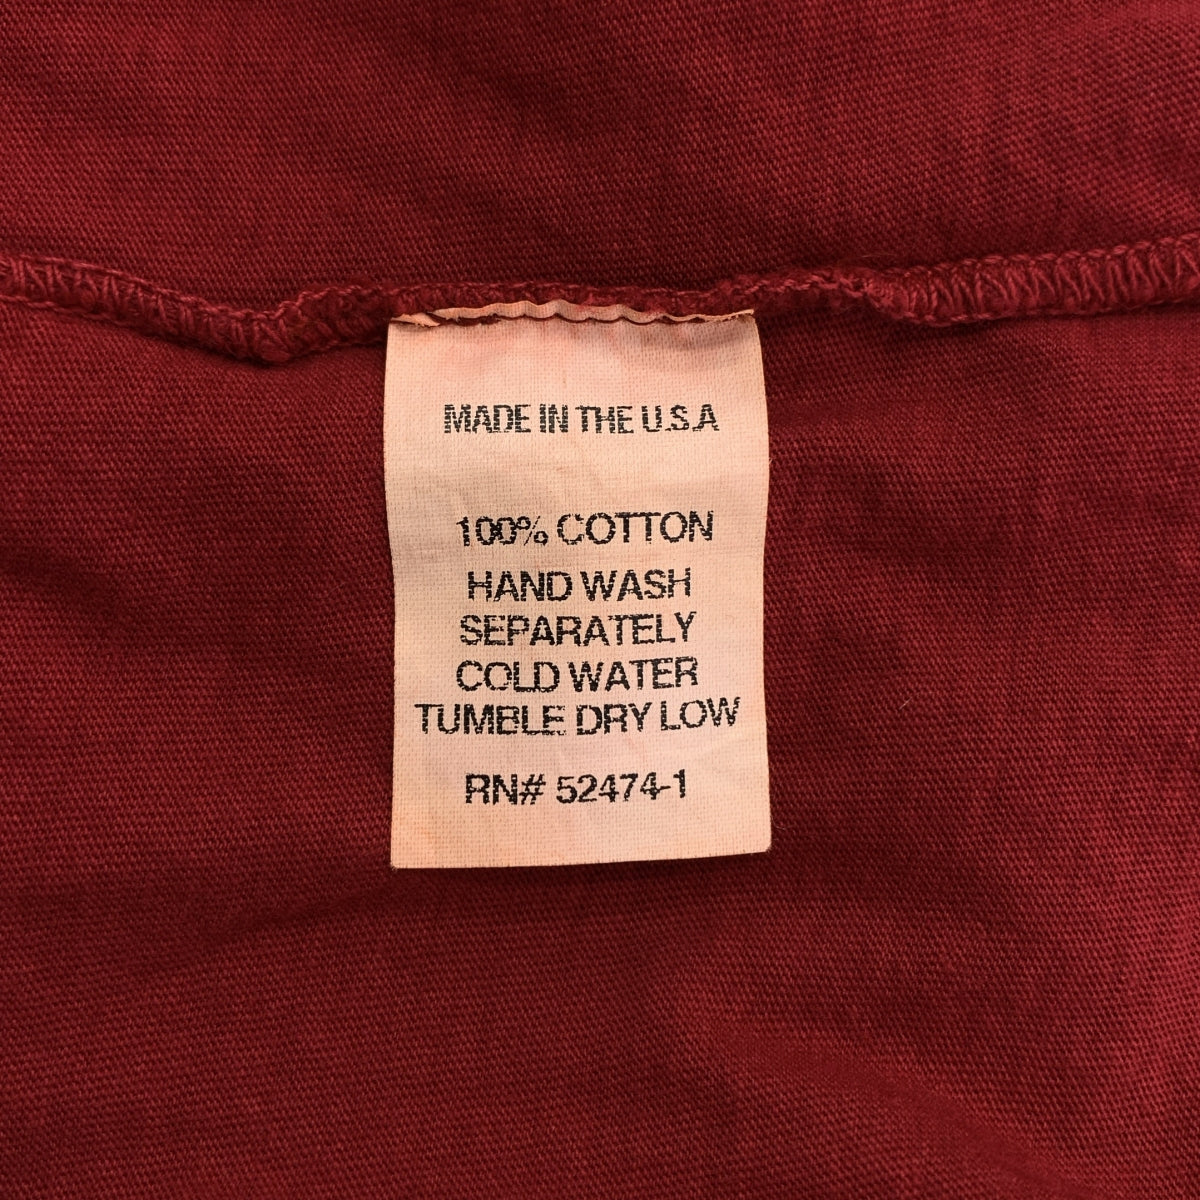 MADE IN THE U.S.A
100% COTTON
HAND WASH
SEPARATELY
COLD WATER
TUMBLE DRY LOW
RN# 52474-1